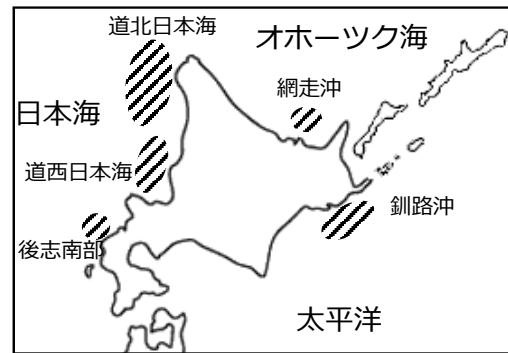 道北日本海
オホーツク海
網走沖
日本海
道西日本海
釧路沖
後志南部
太平洋